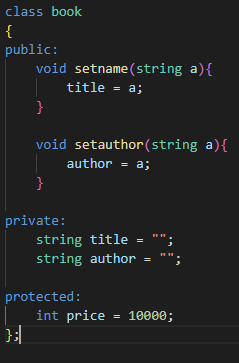 class book
{
public:
    void setname(string a){
        title = a;
    }

    void setauthor(string a){
        author = a;
    }

private:
    string title = "";
    string author = "";

protected:
    int price = 10000;
};